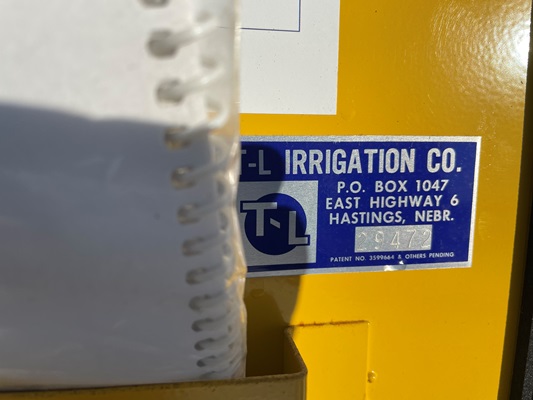 T-L IRRIGATION CO.
P.O. BOX 1047
EAST HIGHWAY 6
HASTINGS, NEBR.
T-L
29472
PATENT NO. 3599664 & OTHERS PENDING